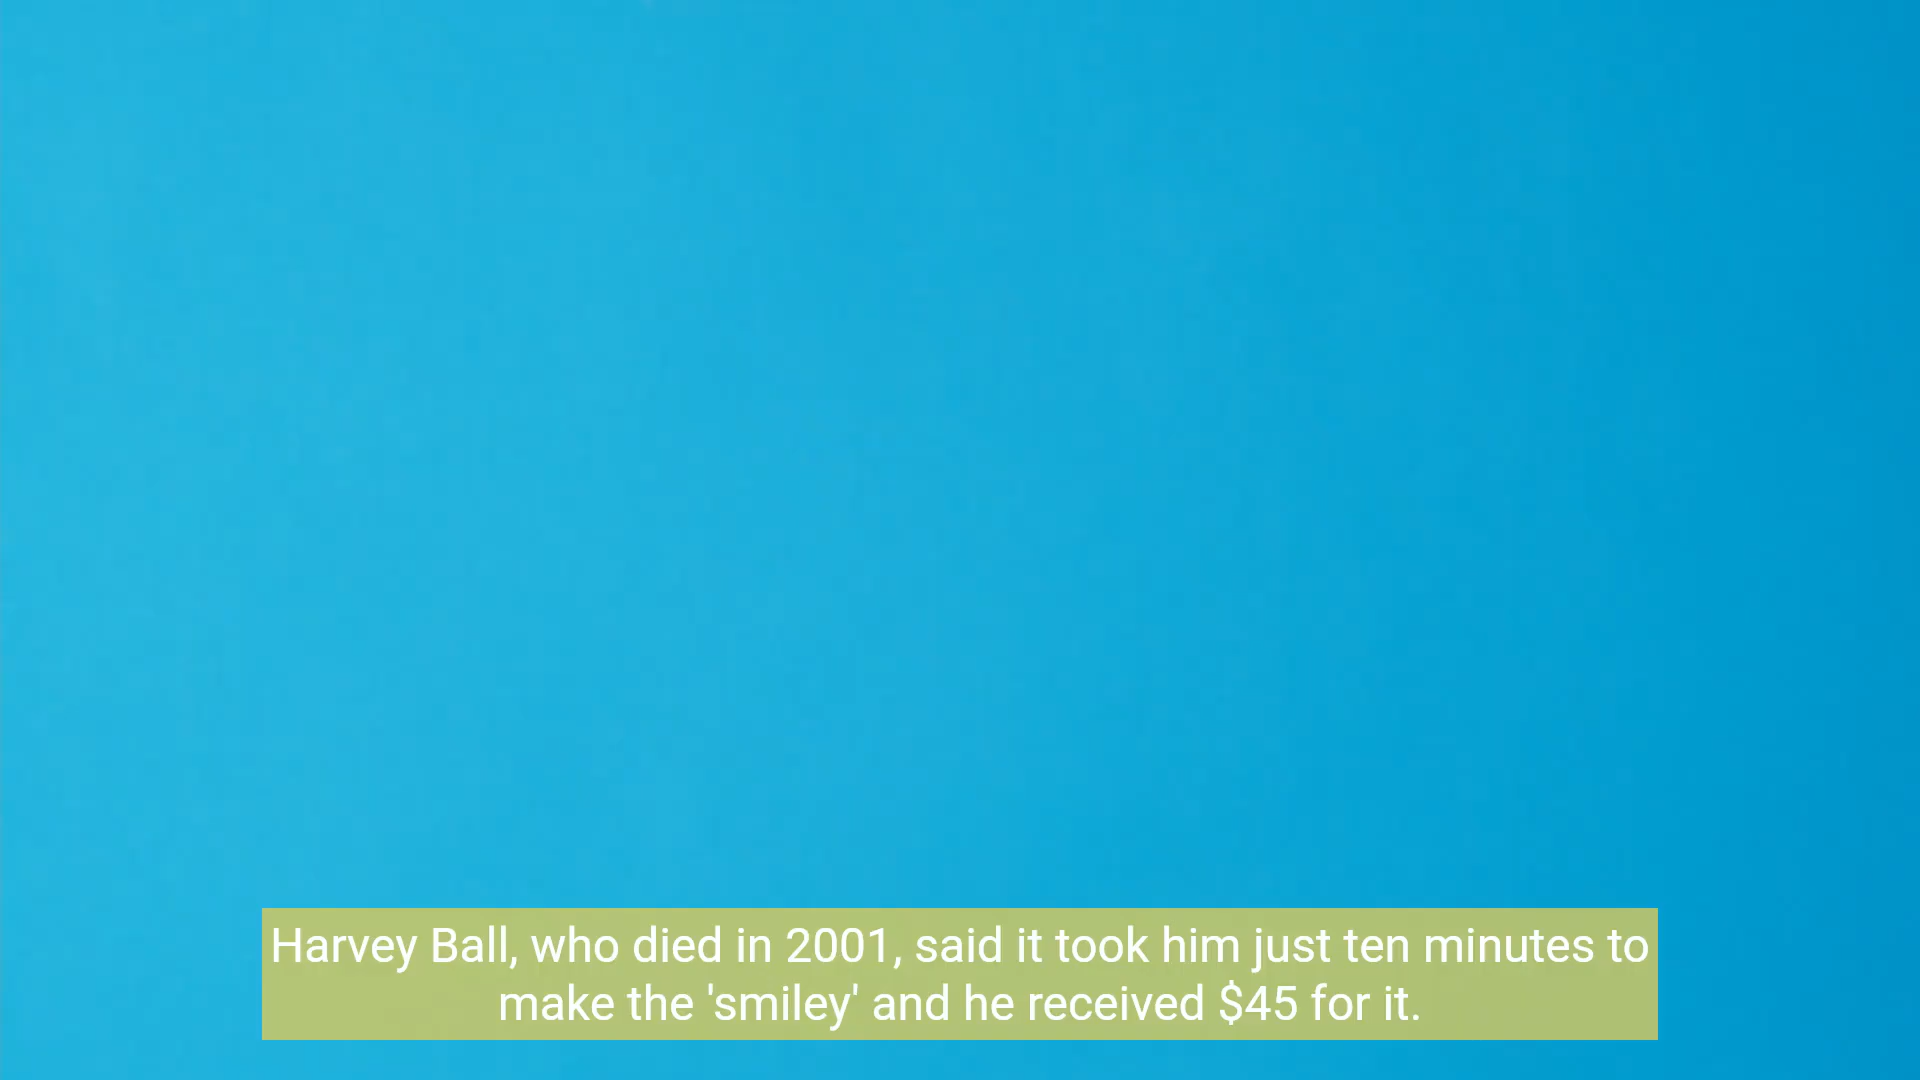 Harvey Ball, who died in 2001, said it took him just ten minutes to
make the 'smiley' and he received $45 for it.